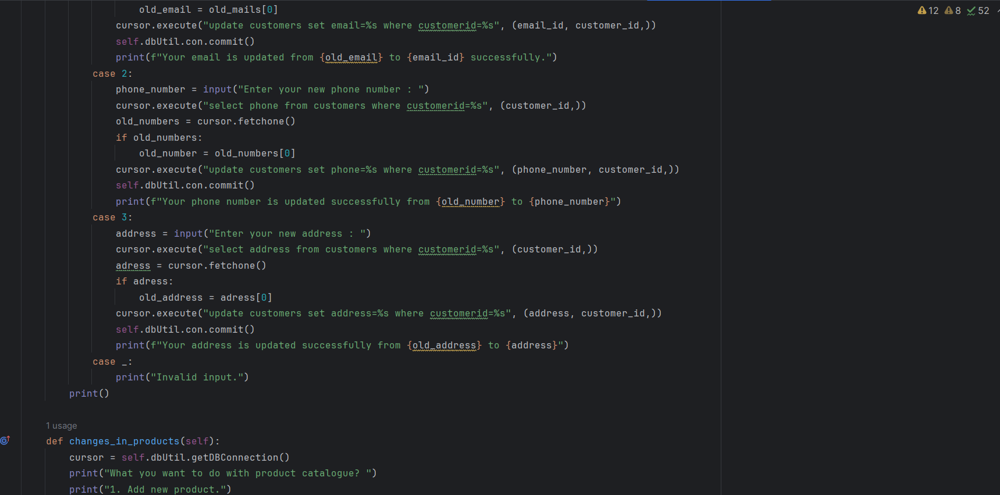 12 8 52
old_email = old_mails[0]
cursor.execute("update customers set email=%s where customerid=%s", (email_id, customer_id,))
self.dbUtil.con.commit()
print(f"Your email is updated from {old_email} to {email_id} successfully.")
case 2:
phone_number = input("Enter your new phone number : ")
cursor.execute("select phone from customers where customerid=%s", (customer_id,))
old_numbers = cursor.fetchone()
if old_numbers:
old_number = old_numbers[0]
cursor.execute("update customers set phone=%s where customerid=%s", (phone_number, customer_id,))
self.dbUtil.con.commit()
print(f"Your phone number is updated successfully from {old_number} to {phone_number}")
case 3:
address = input("Enter your new address : ")
cursor.execute("select address from customers where customerid=%s", (customer_id,))
adress = cursor.fetchone()
if adress:
old_address = adress[0]
cursor.execute("update customers set address=%s where customerid=%s", (address, customer_id,))
self.dbUtil.con.commit()
print(f"Your address is updated successfully from {old_address} to {address}")
case _:
print("Invalid input.")
print()
1 usage
def changes_in_products(self):
cursor = self.dbUtil.getDBConnection()
print("What you want to do with product catalogue? ")
print("1. Add new product.")